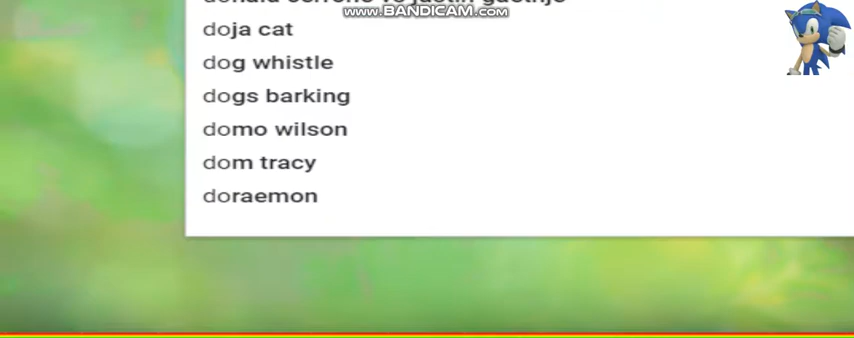 www.BANDICAM.com
doja cat
dog whistle
dogs barking
domo wilson
dom tracy
doraemon